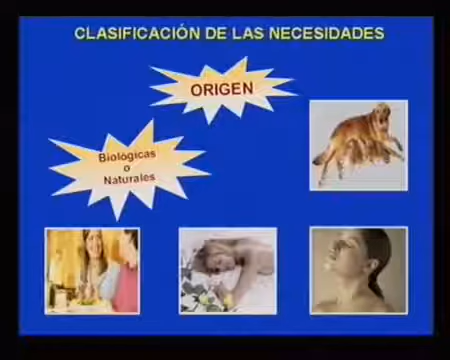 CLASIFICACIÓN DE LAS NECESIDADES
ORIGEN
Biológicas
o
Naturales